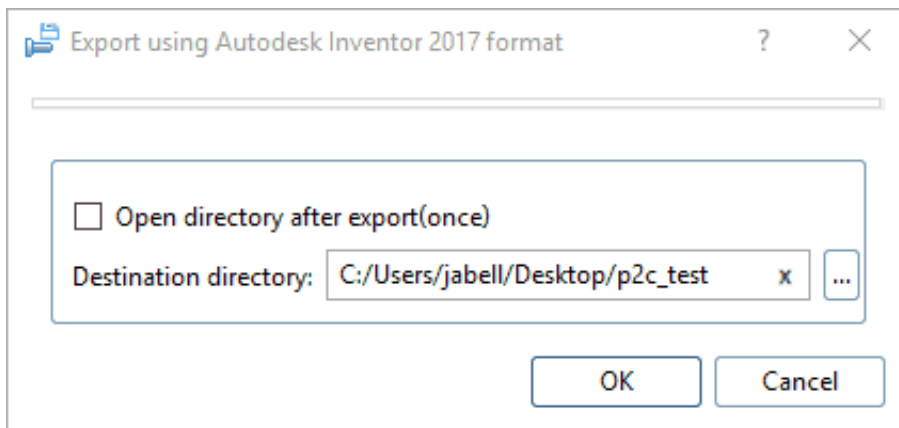 Export using Autodesk Inventor 2017 format ?
Open directory after export(once)
Destination directory: C:/Users/jabell/Desktop/p2c_test x ...
OK Cancel